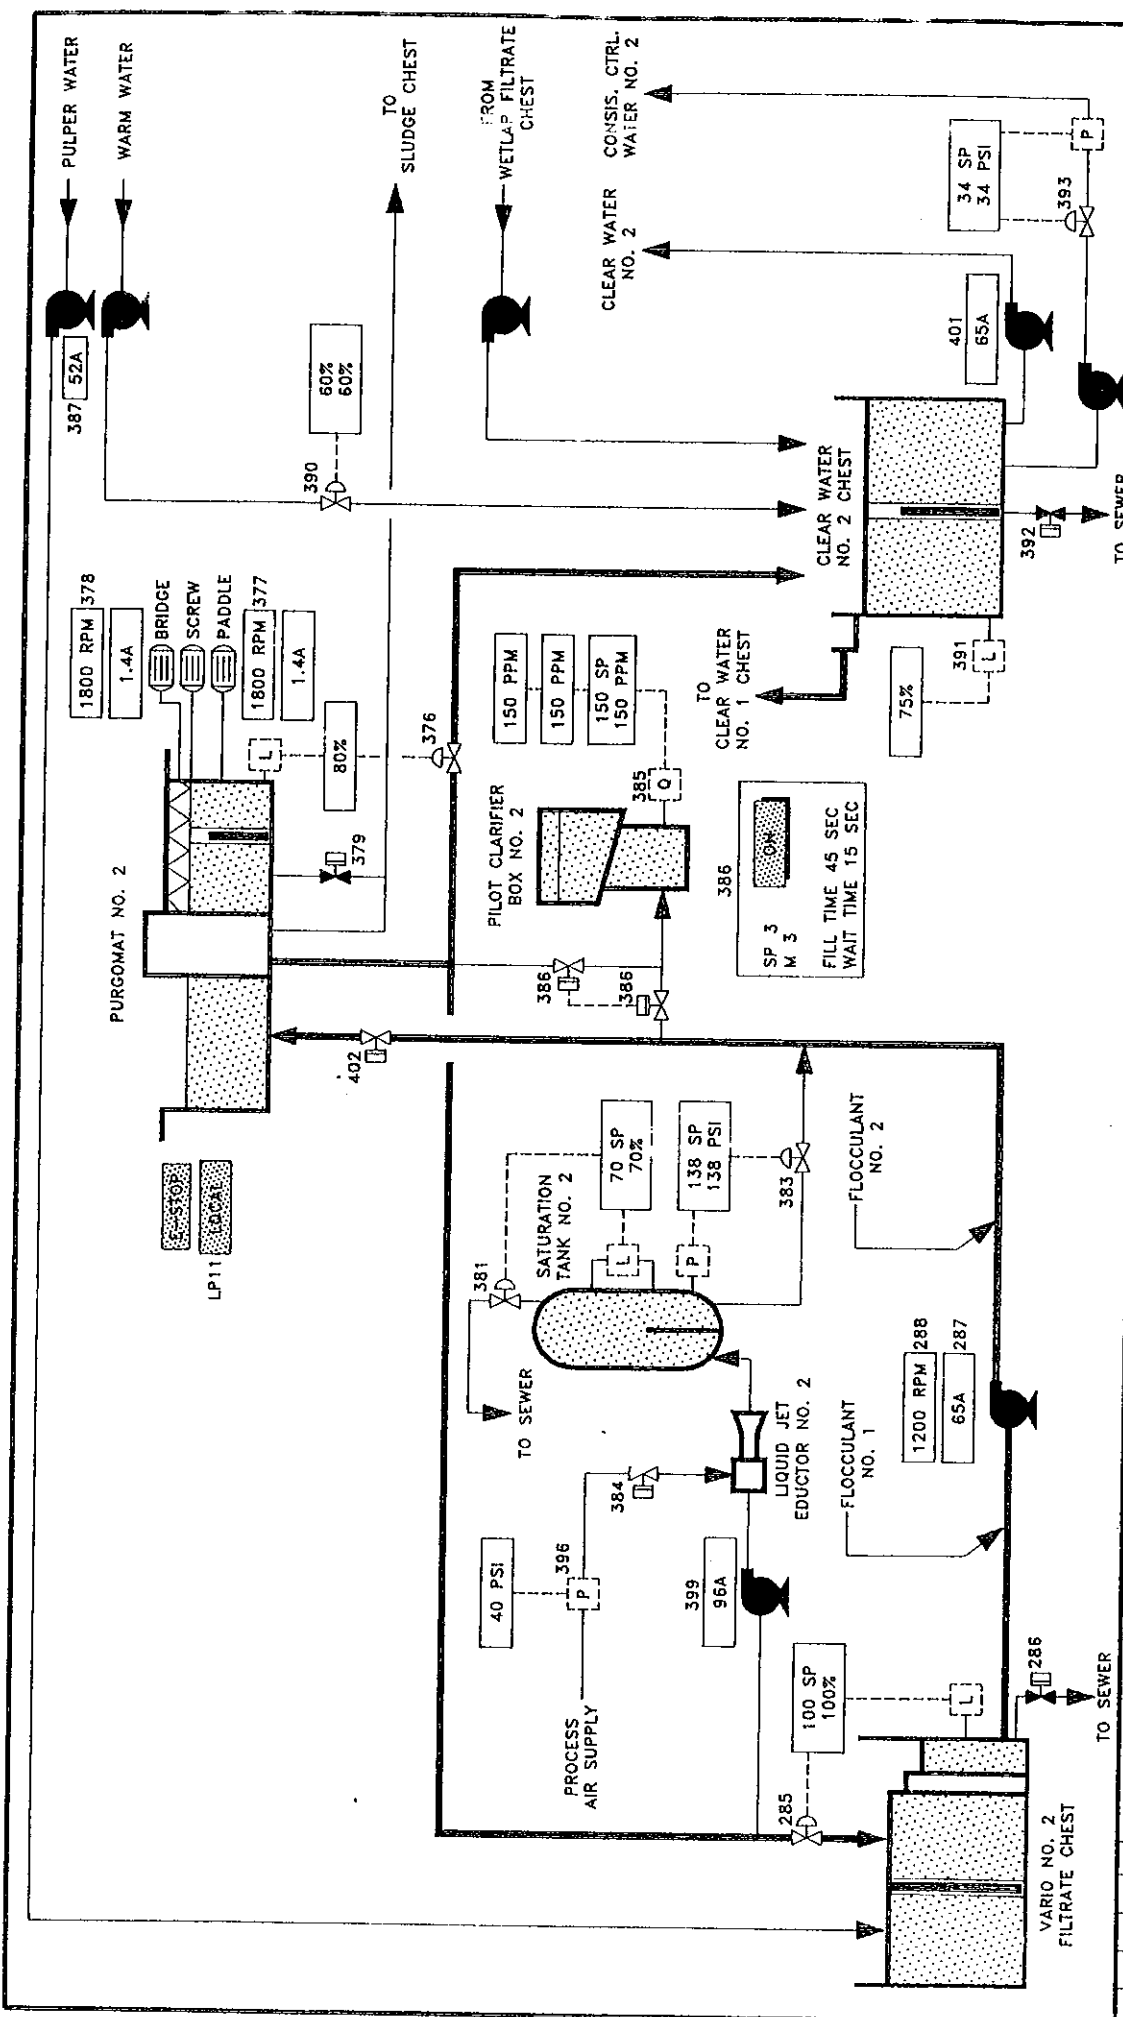 PULPER WATER
WARM WATER
387
52A
TO
SLUDGE CHEST
FROM
WETLAP FILTRATE
CHEST
CLEAR WATER
NO. 2
CONSIS. CTRL.
WATER NO. 2
34 SP
34 PSI
P
393
401
65A
60%
60%
390
1800 RPM
378
1.4A
BRIDGE
SCREW
PADDLE
1800 RPM
377
1.4A
L
80%
376
379
PURGOMAT NO. 2
E-STOP
LOCAL
LP11
402
386
386
PILOT CLARIFIER
BOX NO. 2
150 PPM
150 PPM
150 SP
150 PPM
385
Q
386
ON
SP 3
M 3
FILL TIME 45 SEC
WAIT TIME 15 SEC
TO
CLEAR WATER
NO. 1 CHEST
CLEAR WATER
NO. 2 CHEST
75%
391
L
392
TO SEWER
381
TO SEWER
SATURATION
TANK NO. 2
70 SP
70%
L
138 SP
138 PSI
P
383
40 PSI
396
P
PROCESS
AIR SUPPLY
384
LIQUID JET
EDUCTOR NO. 2
399
96A
FLOCCULANT
NO. 2
FLOCCULANT
NO. 1
1200 RPM
288
65A
287
100 SP
100%
285
L
286
TO SEWER
VARIO NO. 2
FILTRATE CHEST